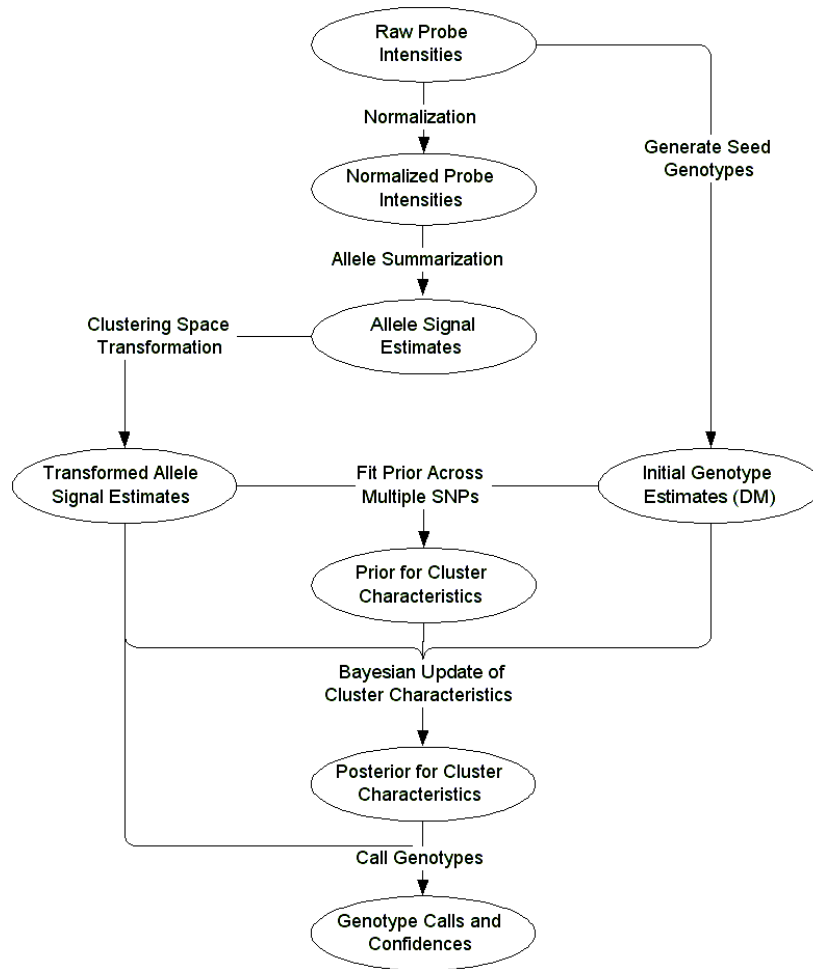 Raw Probe
Intensities
Normalization
Generate Seed
Genotypes
Normalized Probe
Intensities
Allele Summarization
Clustering Space
Transformation
Allele Signal
Estimates
Transformed Allele
Signal Estimates
Fit Prior Across
Multiple SNPs
Initial Genotype
Estimates (DM)
Prior for Cluster
Characteristics
Bayesian Update of
Cluster Characteristics
Posterior for Cluster
Characteristics
Call Genotypes
Genotype Calls and
Confidences